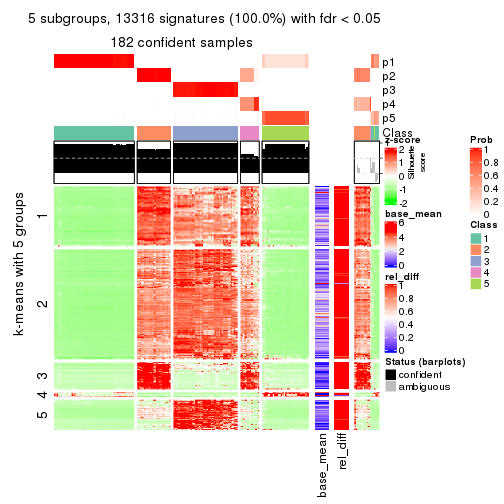 5 subgroups, 13316 signatures (100.0%) with fdr < 0.05
182 confident samples
p1
p2
p3
p4
p5
Class
Silhouette
score
k-means with 5 groups
1
2
3
4
5
base_mean
rel_diff
z-score
2
1
0
-1
-2
base_mean
6
4
2
0
rel_diff
1
0.8
0.6
0.4
0.2
0
Status (barplots)
confident
ambiguous
Prob
1
0.8
0.6
0.4
0.2
0
Class
1
2
3
4
5